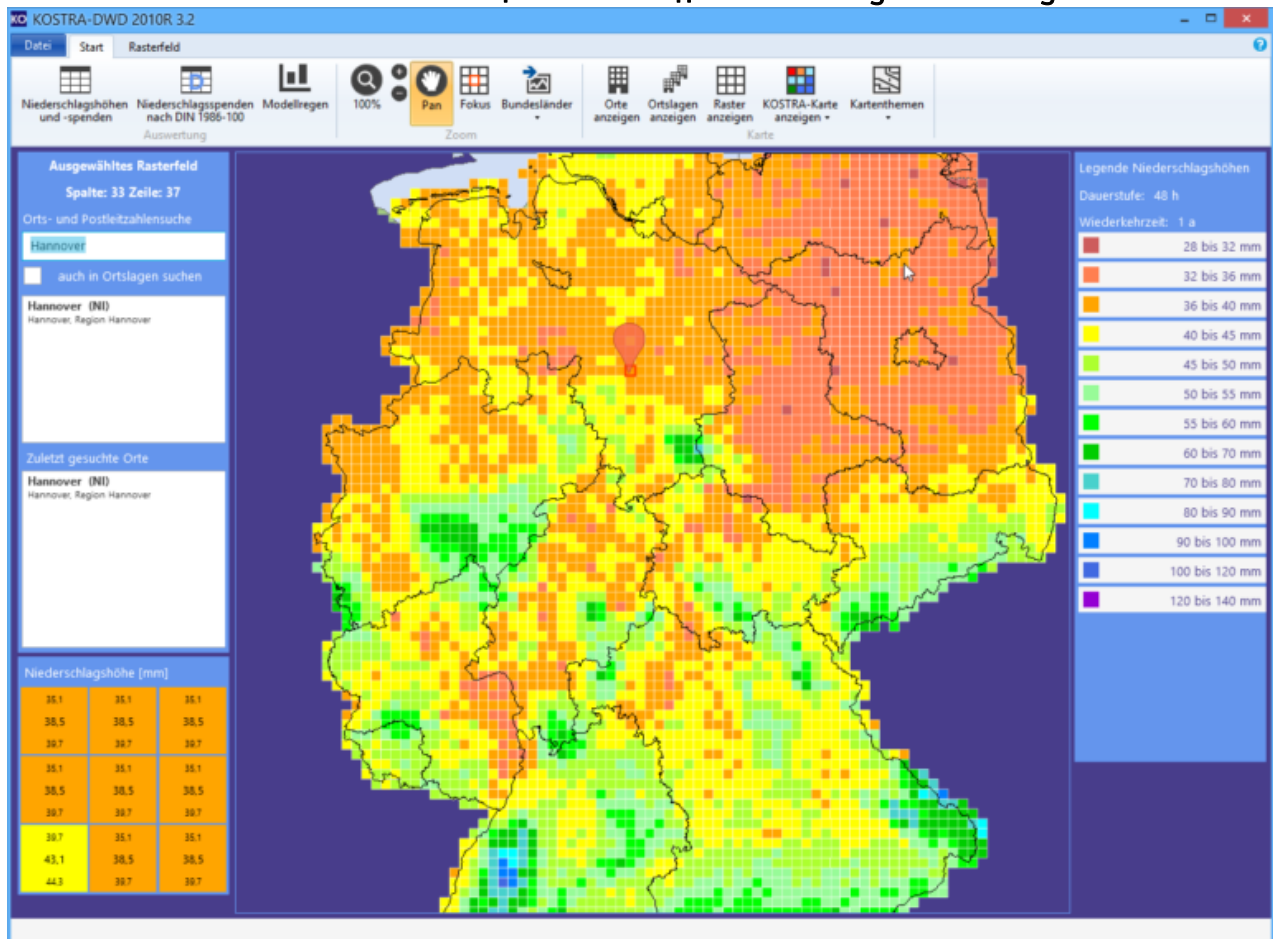 KO KOSTRA-DWD 2010R 3.2
Datei Start Rasterfeld
Niederschlagshöhen und -spenden
Niederschlagsspenden nach DIN 1986-100
Modellregen
Auswertung
100%
Pan
Fokus
Bundesländer
Zoom
Orte anzeigen
Ortslagen anzeigen
Raster anzeigen
KOSTRA-Karte anzeigen
Kartenthemen
Karte
Ausgewähltes Rasterfeld
Spalte: 33 Zeile: 37
Orts- und Postleitzahlensuche
Hannover
auch in Ortslagen suchen
Hannover (NI)
Hannover, Region Hannover
Zuletzt gesuchte Orte
Hannover (NI)
Hannover, Region Hannover
Niederschlagshöhe [mm]
35,1 35,1 35,1
38,5 38,5 38,5
39,7 39,7 39,7
35,1 35,1 35,1
38,5 38,5 38,5
39,7 39,7 39,7
39,7 35,1 35,1
43,1 38,5 38,5
44,3 39,7 39,7
Legende Niederschlagshöhen
Dauerstufe: 48 h
Wiederkehrzeit: 1 a
28 bis 32 mm
32 bis 36 mm
36 bis 40 mm
40 bis 45 mm
45 bis 50 mm
50 bis 55 mm
55 bis 60 mm
60 bis 70 mm
70 bis 80 mm
80 bis 90 mm
90 bis 100 mm
100 bis 120 mm
120 bis 140 mm